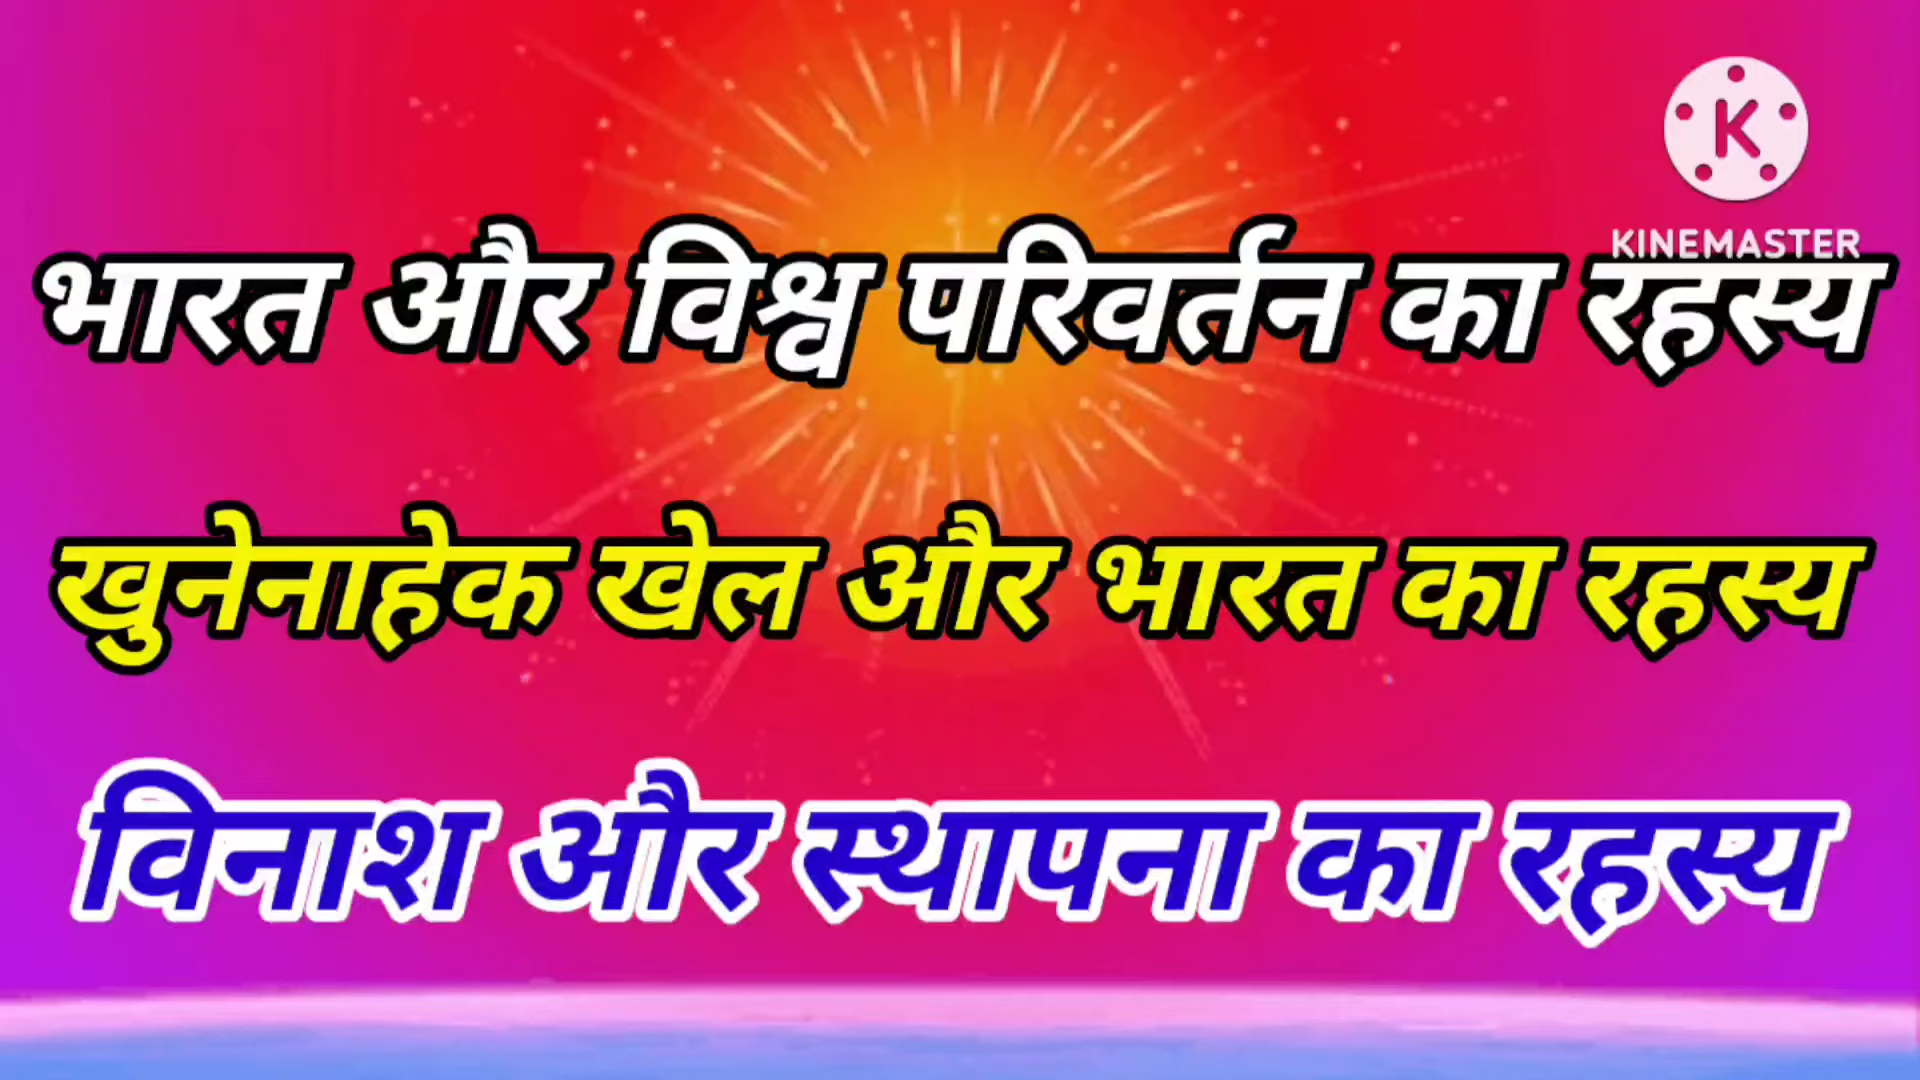 KINEMASTER
भारत और विश्व परिवर्तन का रहस्य
खुनेनाहेक खेल और भारत का रहस्य
विनाश और स्थापना का रहस्य